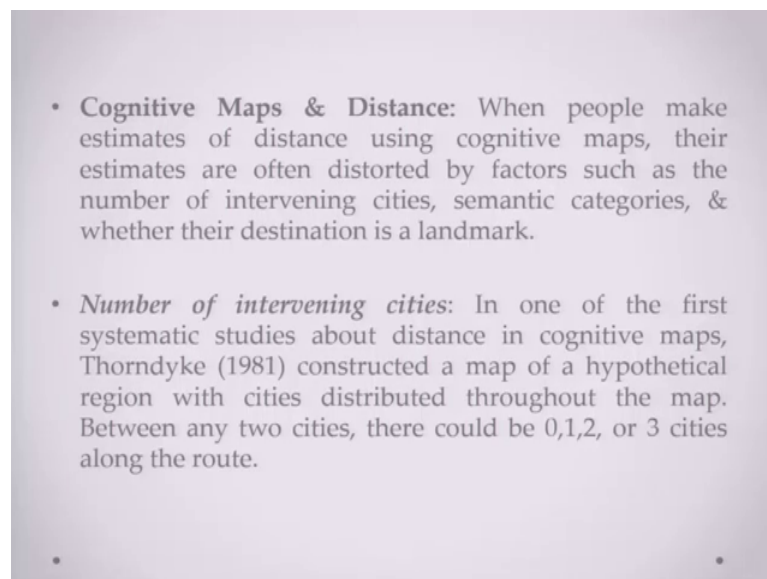 • Cognitive Maps & Distance: When people make
estimates of distance using cognitive maps, their
estimates are often distorted by factors such as the
number of intervening cities, semantic categories, &
whether their destination is a landmark.
• Number of intervening cities: In one of the first
systematic studies about distance in cognitive maps,
Thorndyke (1981) constructed a map of a hypothetical
region with cities distributed throughout the map.
Between any two cities, there could be 0,1,2, or 3 cities
along the route.